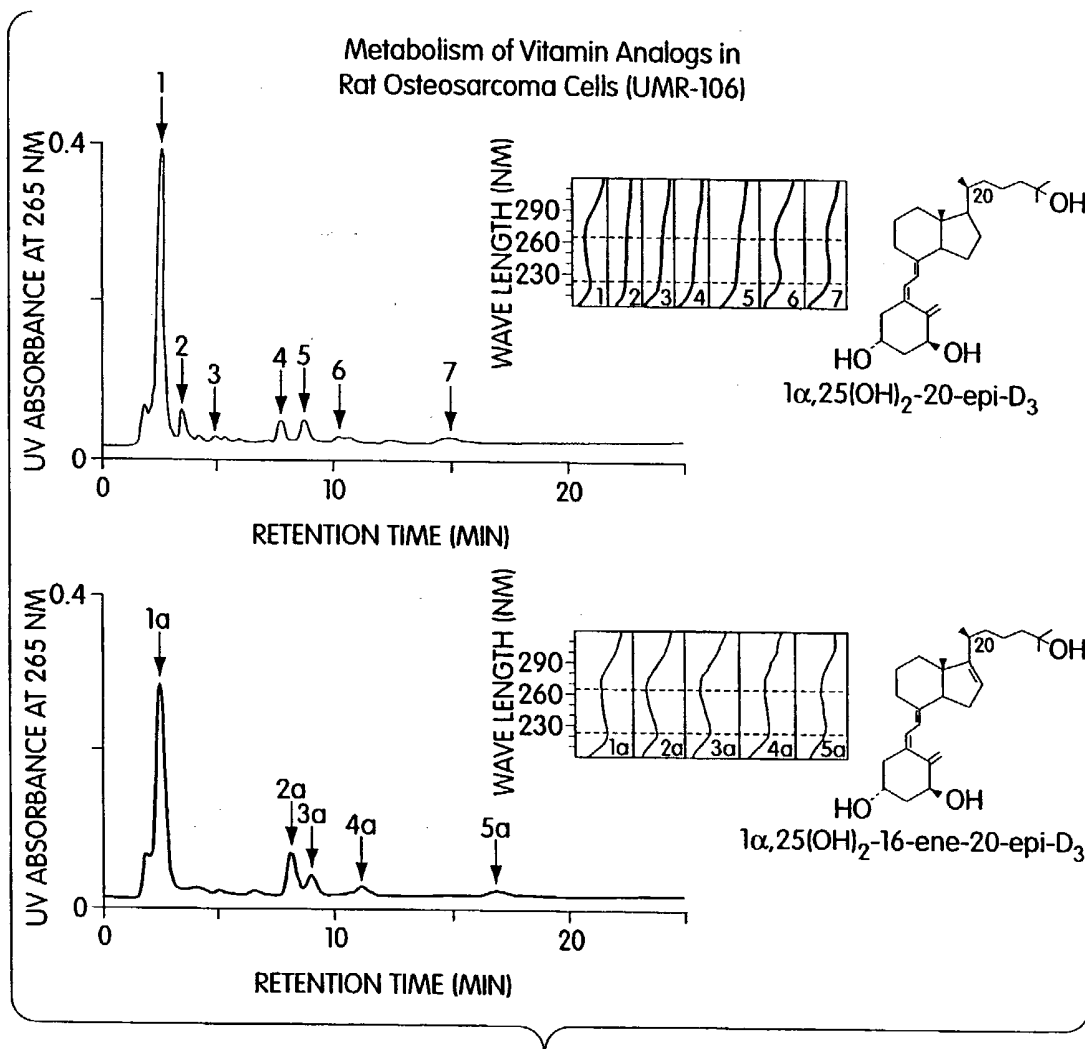 Metabolism of Vitamin Analogs in
Rat Osteosarcoma Cells (UMR-106)
UV ABSORBANCE AT 265 NM
0.4
0
1
2
3
4
5
6
7
0
10
20
RETENTION TIME (MIN)
WAVE LENGTH (NM)
290
260
230
1 2 3 4 5 6 7
20
OH
HO
OH
1α,25(OH)₂-20-epi-D₃
UV ABSORBANCE AT 265 NM
0.4
0
1a
2a
3a
4a
5a
0
10
20
RETENTION TIME (MIN)
WAVE LENGTH (NM)
290
260
230
1a 2a 3a 4a 5a
20
OH
HO
OH
1α,25(OH)₂-16-ene-20-epi-D₃